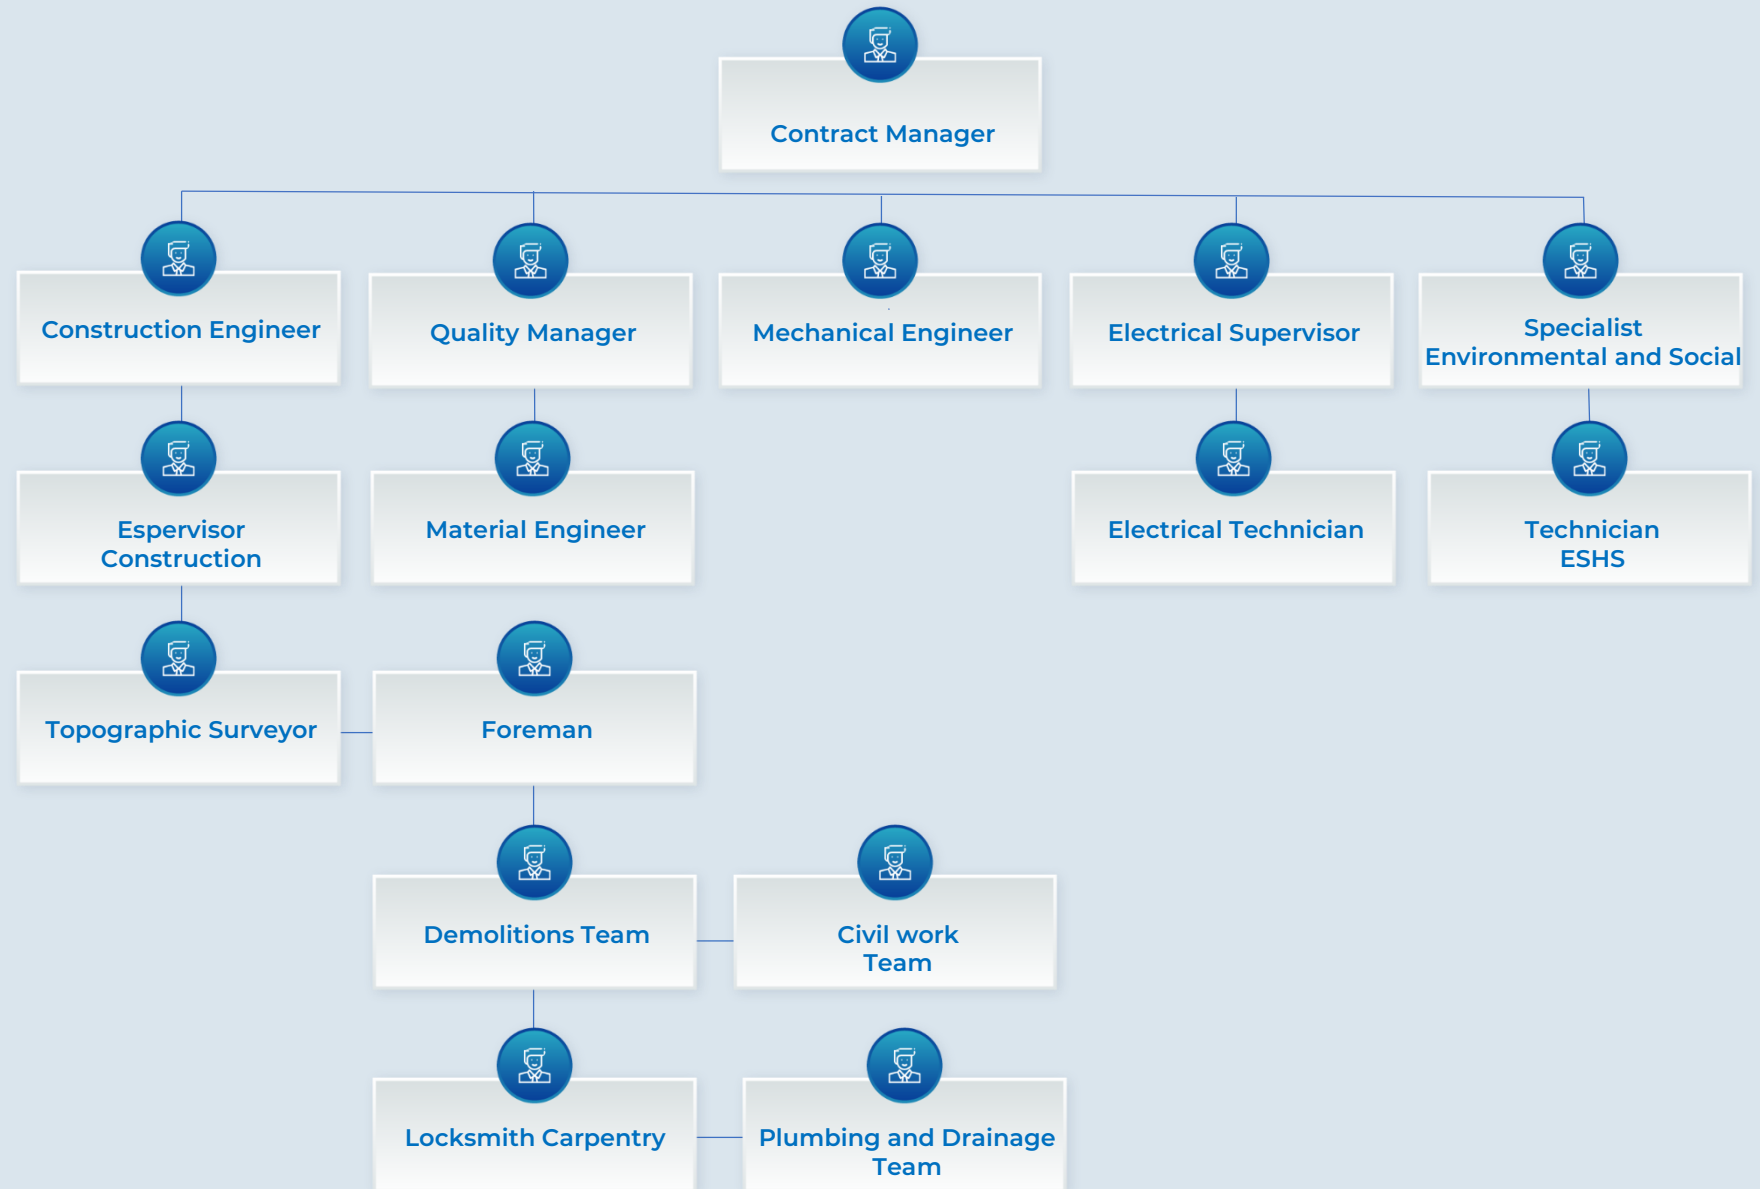 Contract Manager
Construction Engineer
Quality Manager
Mechanical Engineer
Electrical Supervisor
Specialist
Environmental and Social
Espervisor
Construction
Material Engineer
Electrical Technician
Technician
ESHS
Topographic Surveyor
Foreman
Demolitions Team
Civil work
Team
Locksmith Carpentry
Plumbing and Drainage
Team